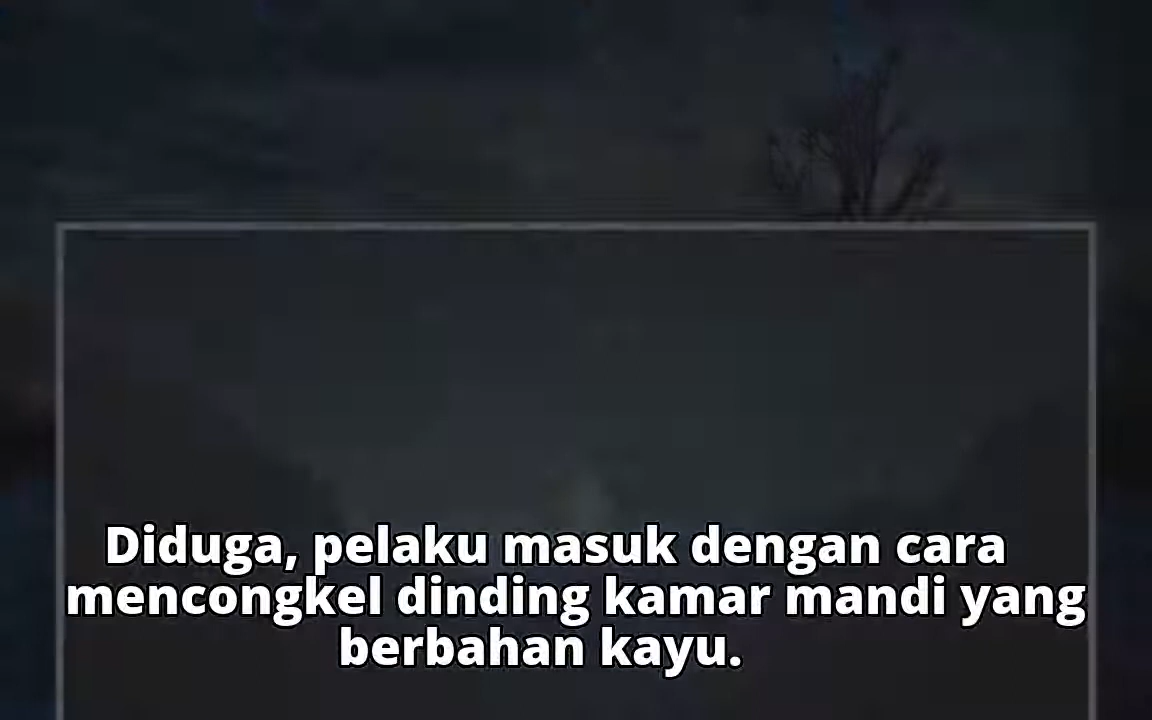 Diduga, pelaku masuk dengan cara
mencongkel dinding kamar mandi yang
berbahan kayu.